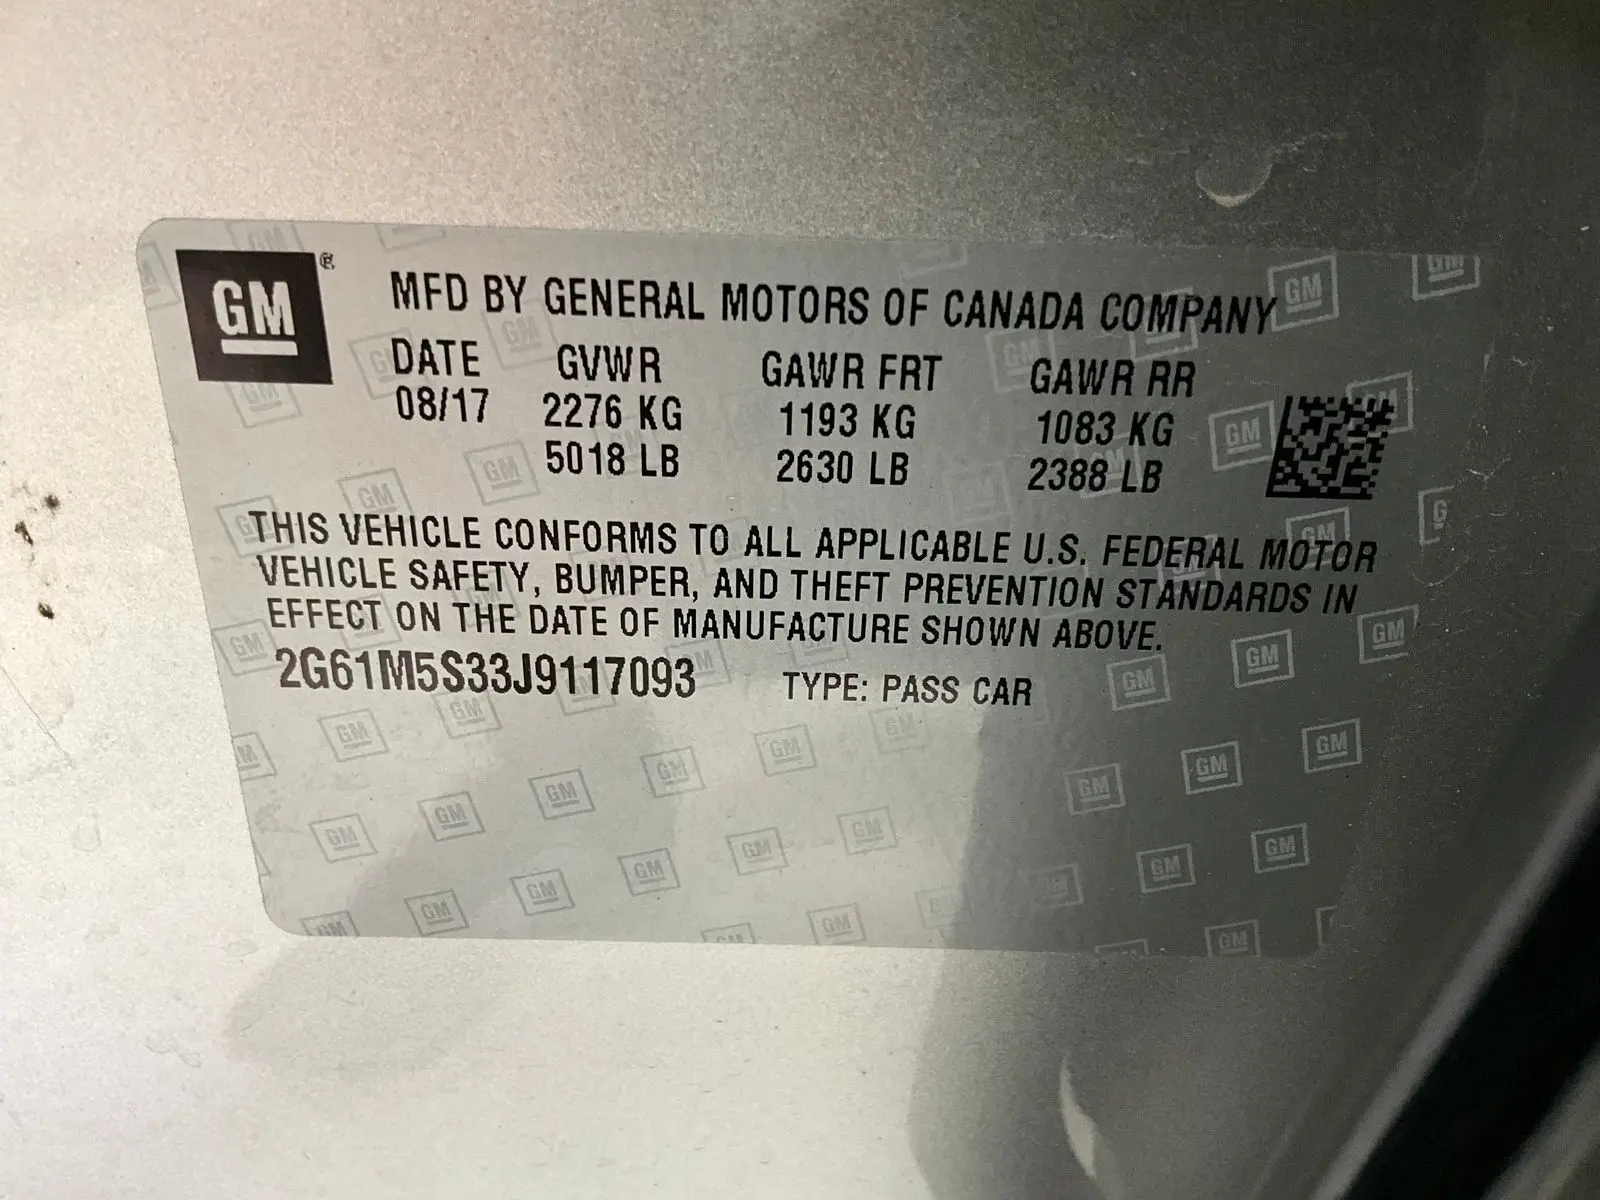 GM ®
MFD BY GENERAL MOTORS OF CANADA COMPANY
DATE GVWR GAWR FRT GAWR RR
08/17 2276 KG 1193 KG 1083 KG
5018 LB 2630 LB 2388 LB
THIS VEHICLE CONFORMS TO ALL APPLICABLE U.S. FEDERAL MOTOR
VEHICLE SAFETY, BUMPER, AND THEFT PREVENTION STANDARDS IN
EFFECT ON THE DATE OF MANUFACTURE SHOWN ABOVE.
2G61M5S33J9117093 TYPE: PASS CAR